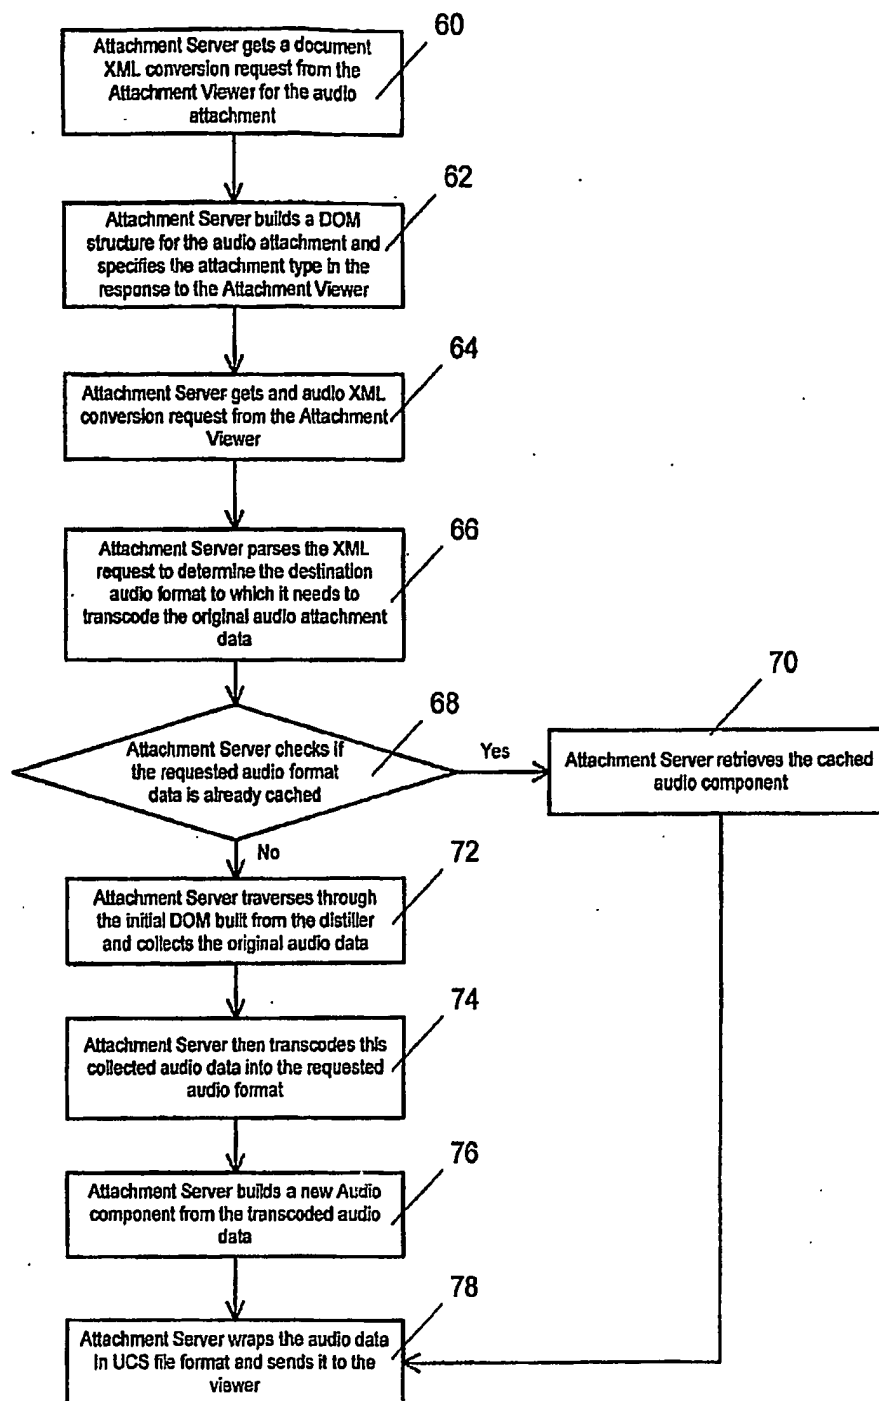 60
Attachment Server gets a document
XML conversion request from the
Attachment Viewer for the audio
attachment
62
Attachment Server builds a DOM
structure for the audio attachment and
specifies the attachment type in the
response to the Attachment Viewer
64
Attachment Server gets and audio XML
conversion request from the Attachment
Viewer
66
Attachment Server parses the XML
request to determine the destination
audio format to which it needs to
transcode the original audio attachment
data
68
Attachment Server checks if
the requested audio format
data is already cached
Yes
70
Attachment Server retrieves the cached
audio component
No
72
Attachment Server traverses through
the initial DOM built from the distiller
and collects the original audio data
74
Attachment Server then transcodes this
collected audio data into the requested
audio format
76
Attachment Server builds a new Audio
component from the transcoded audio
data
78
Attachment Server wraps the audio data
in UCS file format and sends it to the
viewer